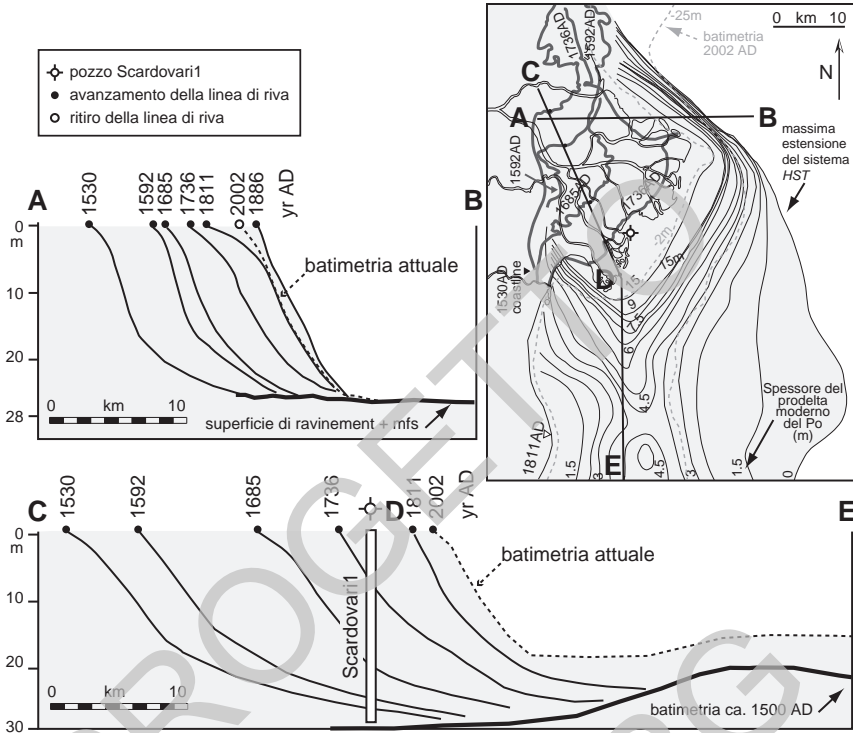 pozzo Scardovari1
avanzamento della linea di riva
ritiro della linea di riva
A
1530
1592
1685
1736
1811
2002
1886
yr AD
B
0
m
10
20
28
batimetria attuale
0 km 10
superficie di ravinement + mfs
-25m
batimetria
2002 AD
0 km 10
N
1736AD
1592AD
C
A
B
massima
estensione
del sistema
HST
1592AD
1685AD
1736AD
-2m
15m
D
15
9
7.5
6
4.5
1530AD
coastline
1811AD
Spessore del
prodelta
moderno
del Po
(m)
1.5
3
E
4.5
3
1.5
0
C
1530
1592
1685
1736
D
1811
2002
yr AD
E
0
m
10
20
30
Scardovari1
batimetria attuale
0 km 10
batimetria ca. 1500 AD
PROGETTO